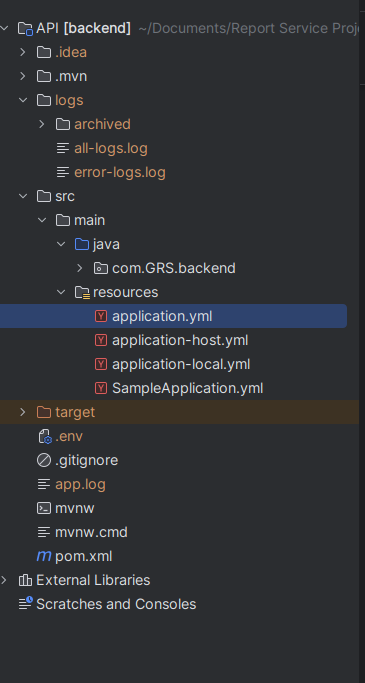 API [backend] ~/Documents/Report Service Proj
.idea
.mvn
logs
archived
all-logs.log
error-logs.log
src
main
java
com.GRS.backend
resources
Y application.yml
Y application-host.yml
Y application-local.yml
Y SampleApplication.yml
target
.env
.gitignore
app.log
mvnw
mvnw.cmd
m pom.xml
External Libraries
Scratches and Consoles